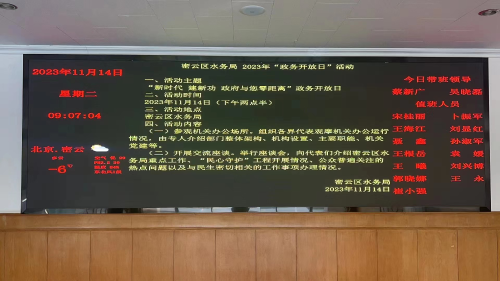 密云区水务局 2023年“政务开放日”活动
2023年11月14日
星期二
09:07:04
北京.密云
-6°
一、活动主题
“新时代 建新功 政府与您零距离”政务开放日
二、活动时间
2023年11月14日（下午两点半）
三、活动地点
密云区水务局
四、活动内容
（一）参观机关办公场所。组织各界代表观摩机关办公运行
情况，由专人介绍部门整体架构、机构设置、主要职能、机关
党建等。
（二）开展交流座谈。举行座谈会，向代表们介绍密云区水
务局重点工作、“民心守护”工程开展情况，公众普遍关注的
热点问题以及与民生密切相关的工作事项办理情况。
密云区水务局
2023年11月14日
今日带班领导
蔡新广 吴晓磊
值班人员
宋桂丽 卜振军
王海红 刘显红
孙淑军
王模芬 袁媛
刘兴博
郭晓娜 王永
崔小强